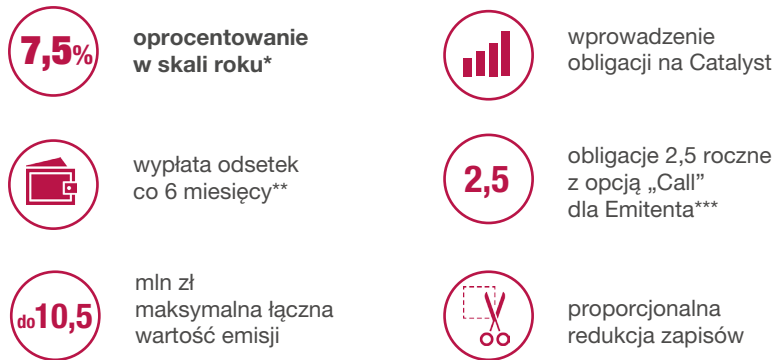 7,5%
oprocentowanie
w skali roku*
wprowadzenie
obligacji na Catalyst
wypłata odsetek
co 6 miesięcy**
2,5
obligacje 2,5 roczne
z opcją „Call”
dla Emitenta***
do10,5
mln zł
maksymalna łączna
wartość emisji
proporcjonalna
redukcja zapisów